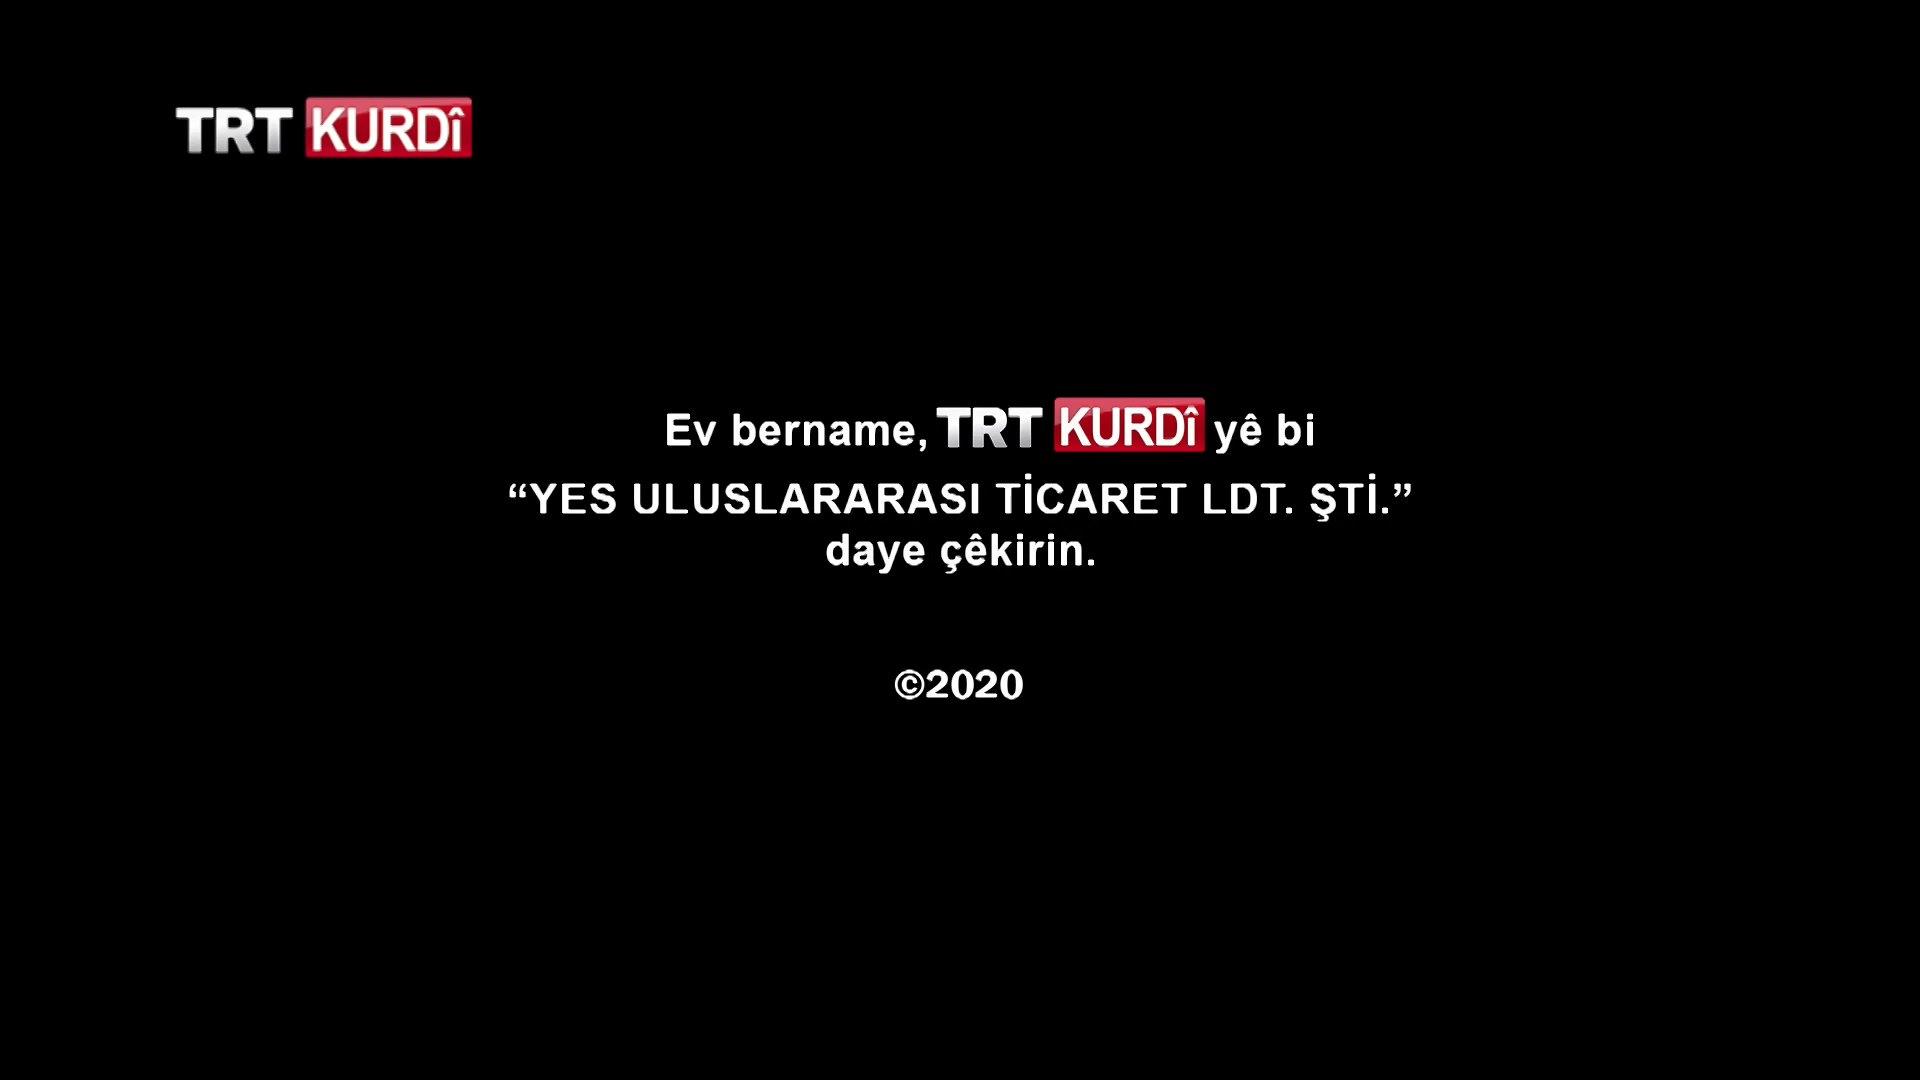 TRT KURDÎ
Ev bername, TRT KURDÎ yê bi
“YES ULUSLARARASI TİCARET LDT. ŞTİ.”
daye çêkirin.
©2020